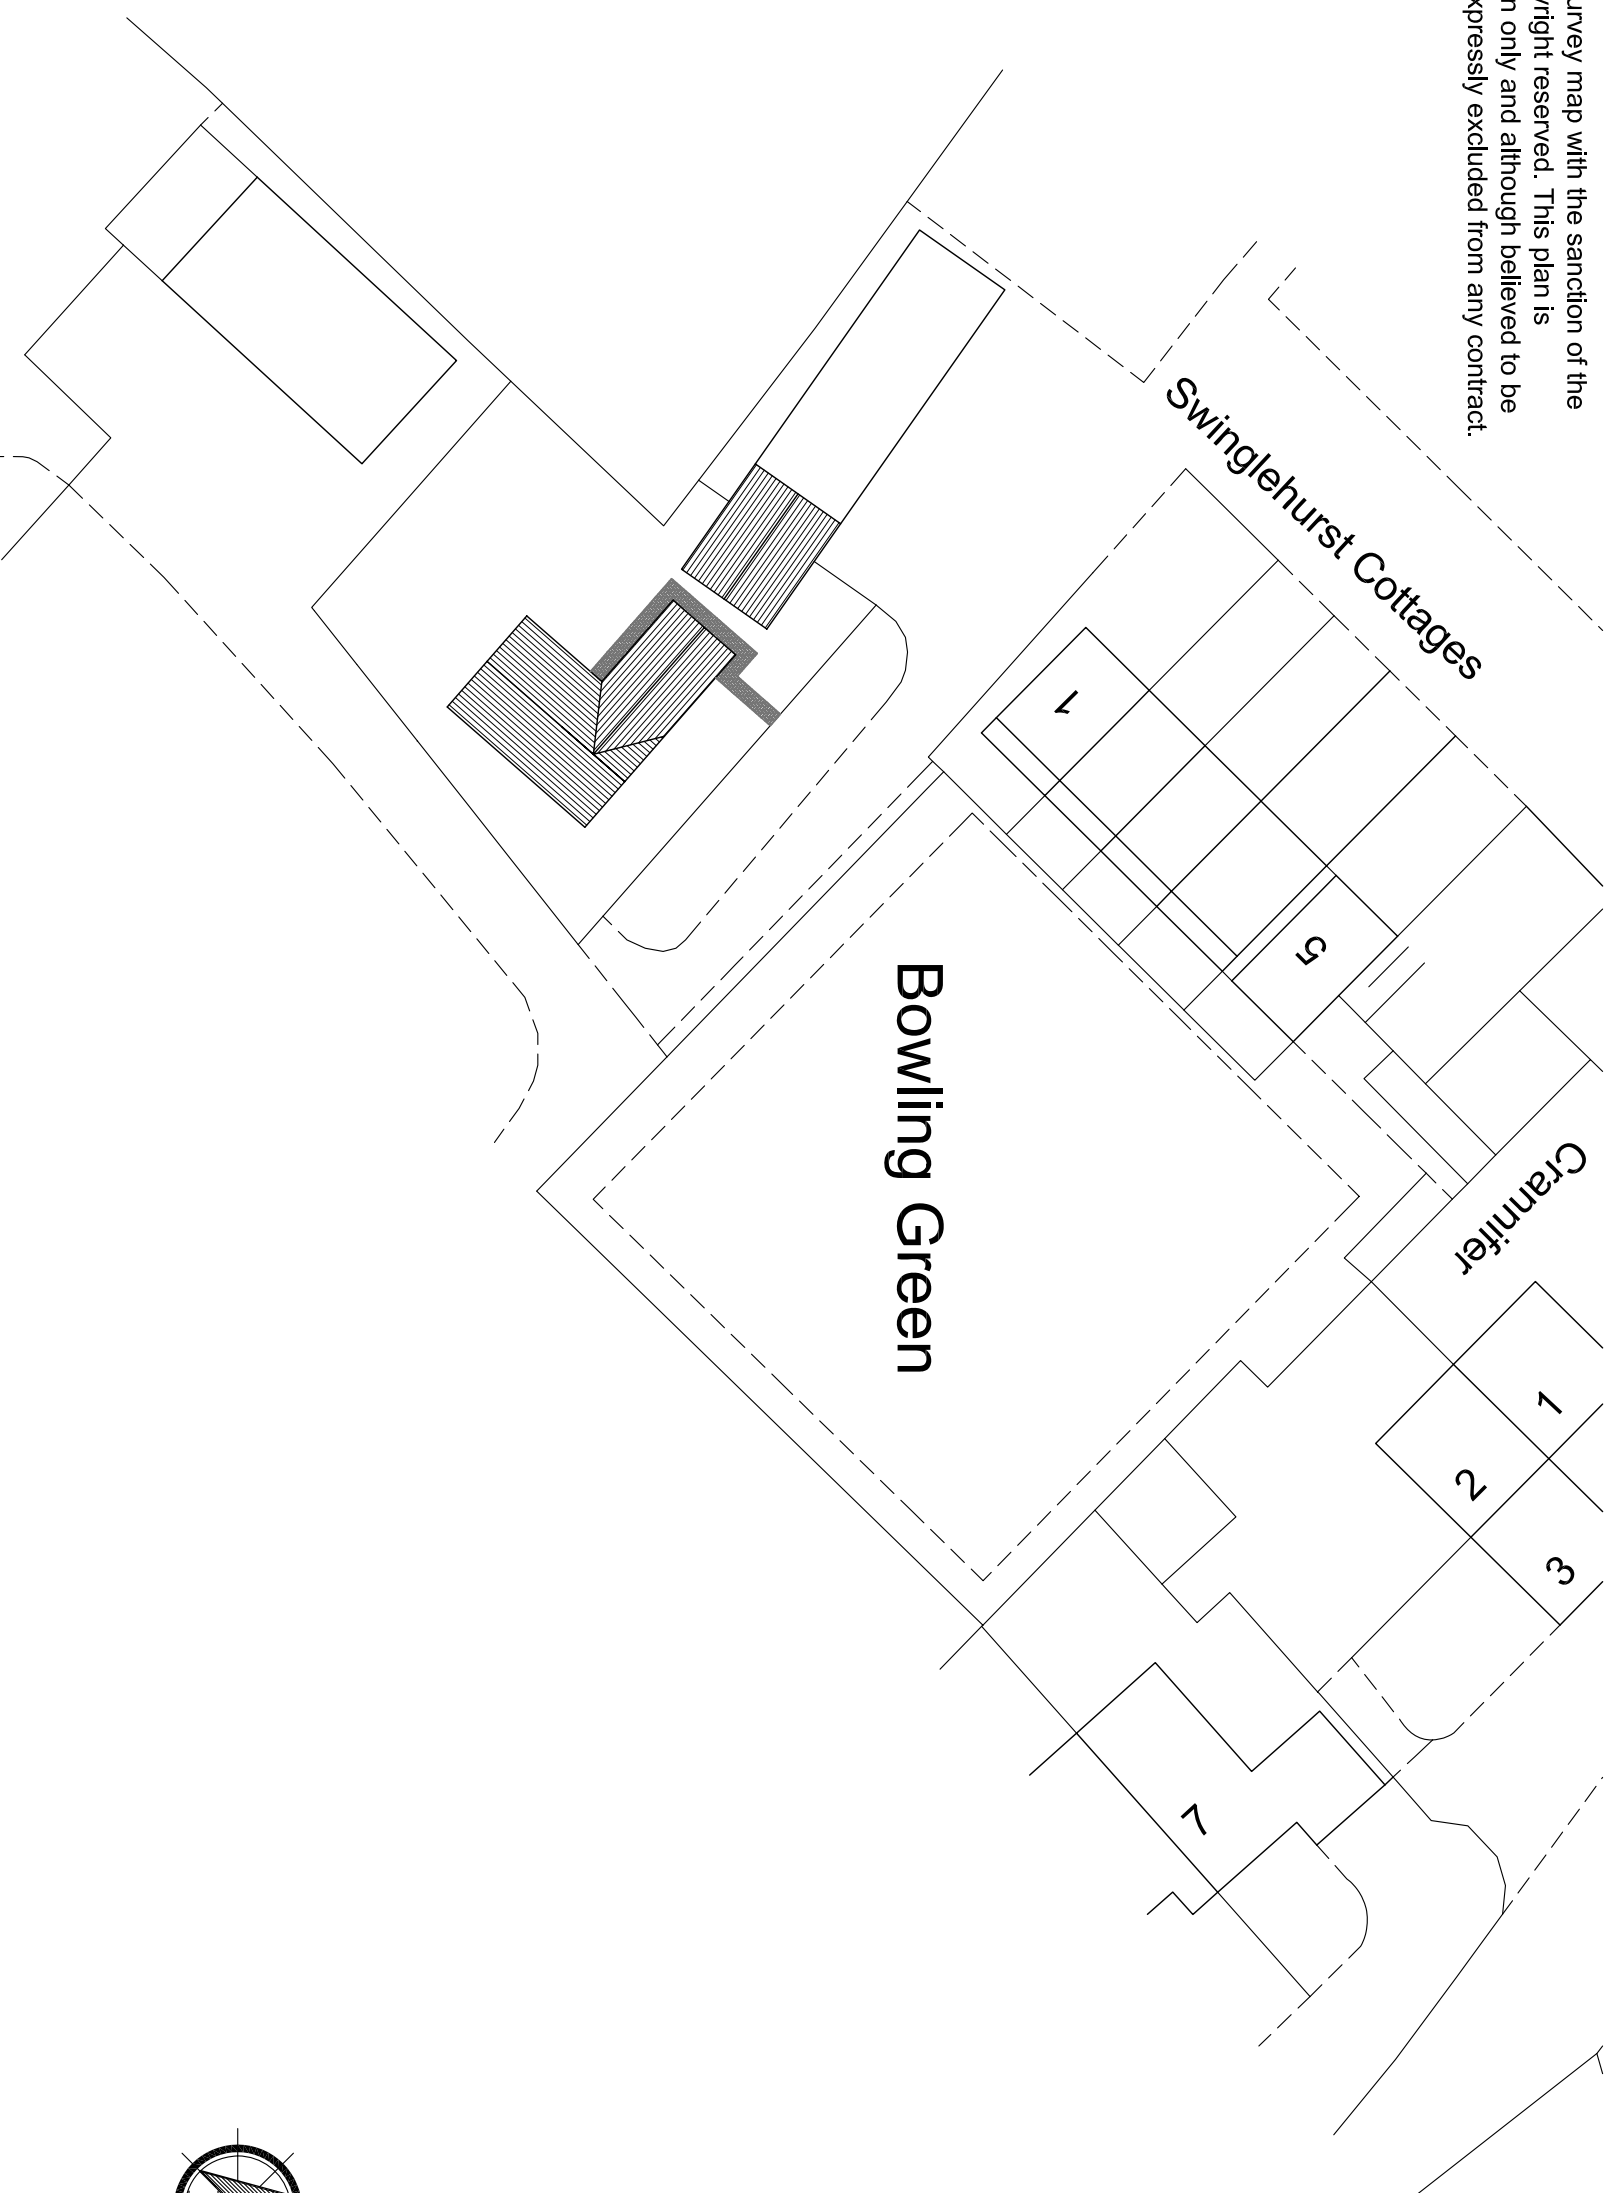 urvey map with the sanction of the
right reserved. This plan is
n only and although believed to be
xpressly excluded from any contract.
Swinglehurst Cottages
1
5
Bowling Green
Crannifer
1
2
3
7